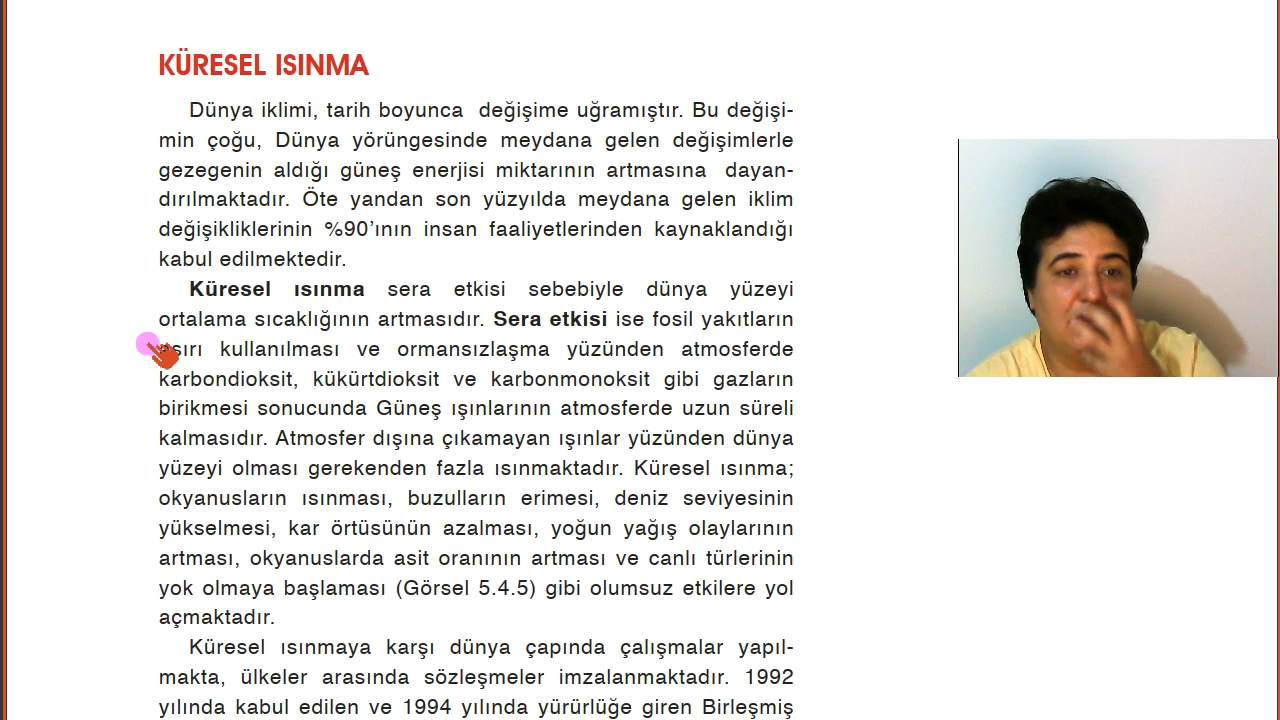 KÜRESEL ISINMA
Dünya iklimi, tarih boyunca değişime uğramıştır. Bu değişi-
min çoğu, Dünya yörüngesinde meydana gelen değişimlerle
gezegenin aldığı güneş enerjisi miktarının artmasına dayan-
dırılmaktadır. Öte yandan son yüzyılda meydana gelen iklim
değişikliklerinin %90’ının insan faaliyetlerinden kaynaklandığı
kabul edilmektedir.
Küresel ısınma sera etkisi sebebiyle dünya yüzeyi
ortalama sıcaklığının artmasıdır. Sera etkisi ise fosil yakıtların
aşırı kullanılması ve ormansızlaşma yüzünden atmosferde
karbondioksit, kükürtdioksit ve karbonmonoksit gibi gazların
birikmesi sonucunda Güneş ışınlarının atmosferde uzun süreli
kalmasıdır. Atmosfer dışına çıkamayan ışınlar yüzünden dünya
yüzeyi olması gerekenden fazla ısınmaktadır. Küresel ısınma;
okyanusların ısınması, buzulların erimesi, deniz seviyesinin
yükselmesi, kar örtüsünün azalması, yoğun yağış olaylarının
artması, okyanuslarda asit oranının artması ve canlı türlerinin
yok olmaya başlaması (Görsel 5.4.5) gibi olumsuz etkilere yol
açmaktadır.
Küresel ısınmaya karşı dünya çapında çalışmalar yapıl-
makta, ülkeler arasında sözleşmeler imzalanmaktadır. 1992
yılında kabul edilen ve 1994 yılında yürürlüğe giren Birleşmiş